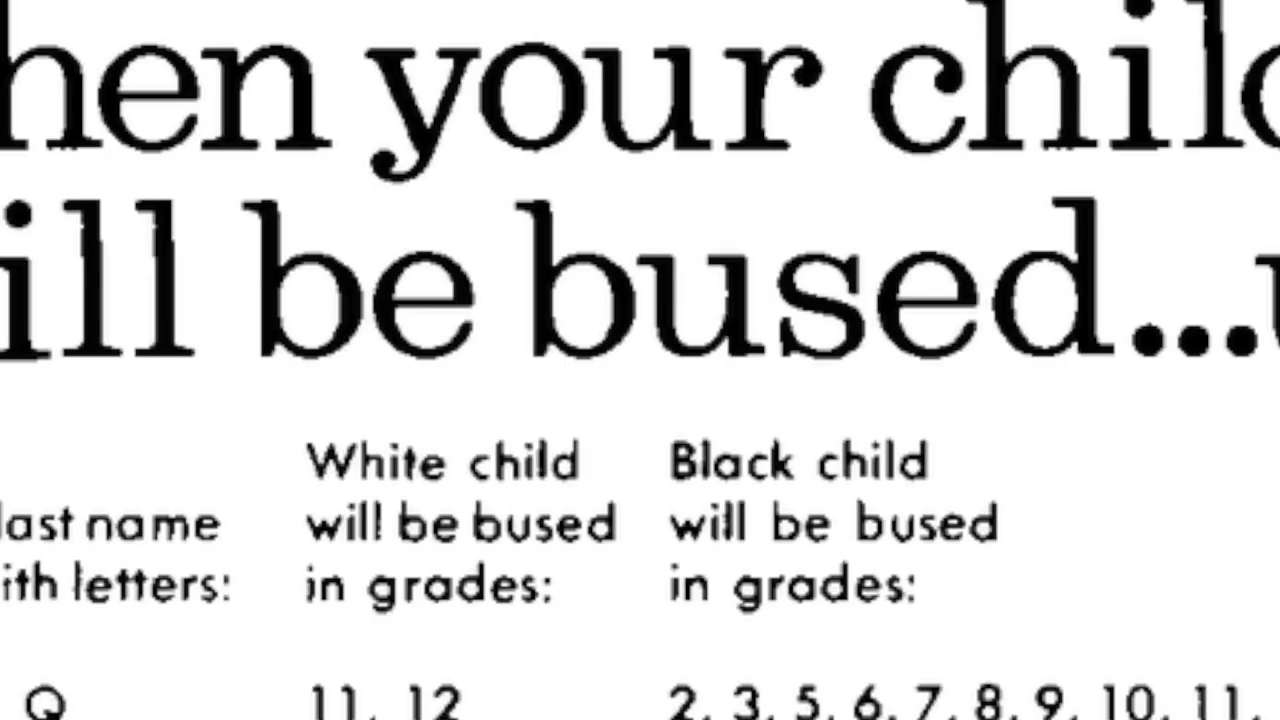 hen your chil
ill be bused...
last name White child Black child
ith letters: will be bused will be bused
in grades: in grades:
Q 11, 12 2, 3, 5, 6, 7, 8, 9, 10, 11,